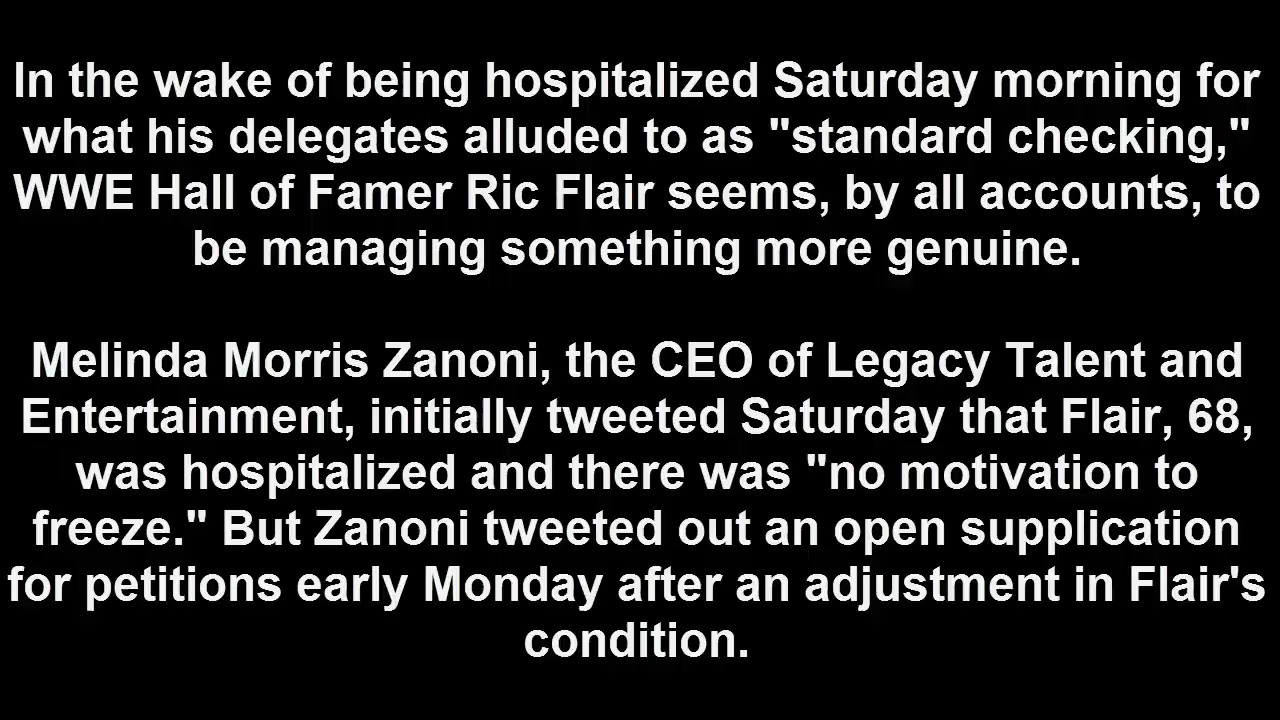 In the wake of being hospitalized Saturday morning for
what his delegates alluded to as "standard checking,"
WWE Hall of Famer Ric Flair seems, by all accounts, to
be managing something more genuine.
Melinda Morris Zanoni, the CEO of Legacy Talent and
Entertainment, initially tweeted Saturday that Flair, 68,
was hospitalized and there was "no motivation to
freeze." But Zanoni tweeted out an open supplication
for petitions early Monday after an adjustment in Flair's
condition.